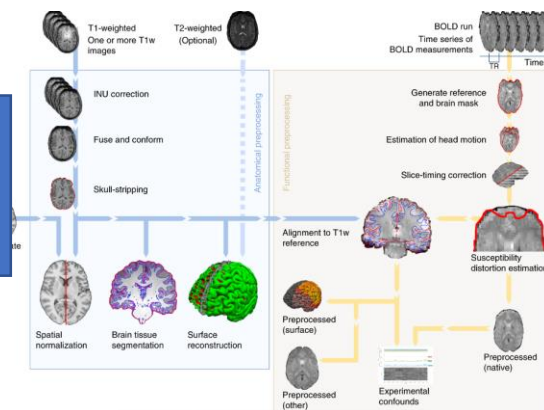 T1-weighted
One or more T1w
images
T2-weighted
(Optional)
BOLD run
Time series of
BOLD measurements
TR
Time
INU correction
Fuse and conform
Skull-stripping
Anatomical preprocessing
Functional preprocessing
Generate reference
and brain mask
Estimation of head motion
Slice-timing correction
Alignment to T1w
reference
Susceptibility
distortion estimation
Spatial
normalization
Brain tissue
segmentation
Surface
reconstruction
Preprocessed
(surface)
Preprocessed
(other)
Experimental
confounds
Preprocessed
(native)